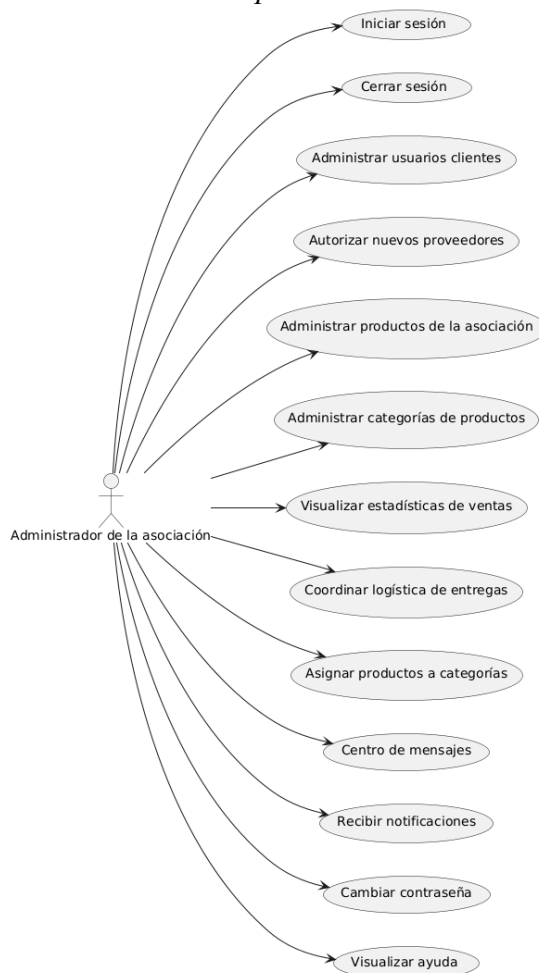 Iniciar sesión
Cerrar sesión
Administrar usuarios clientes
Autorizar nuevos proveedores
Administrar productos de la asociación
Administrar categorías de productos
Visualizar estadísticas de ventas
Administrador de la asociación
Coordinar logística de entregas
Asignar productos a categorías
Centro de mensajes
Recibir notificaciones
Cambiar contraseña
Visualizar ayuda